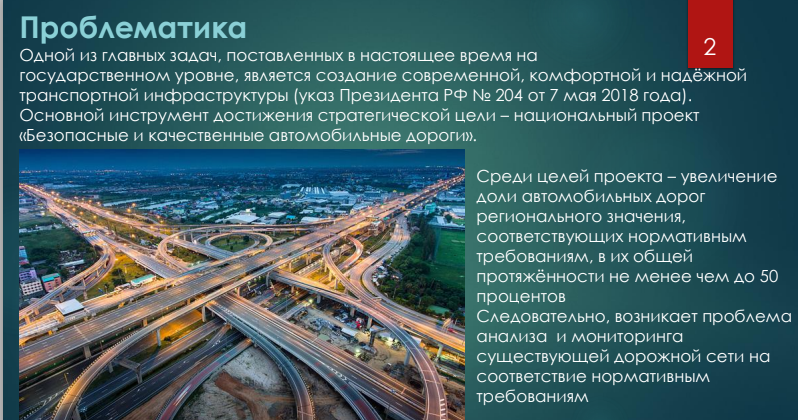 Проблематика
2
Одной из главных задач, поставленных в настоящее время на
государственном уровне, является создание современной, комфортной и надёжной
транспортной инфраструктуры (указ Президента РФ № 204 от 7 мая 2018 года).
Основной инструмент достижения стратегической цели – национальный проект
«Безопасные и качественные автомобильные дороги».
Среди целей проекта – увеличение
доли автомобильных дорог
регионального значения,
соответствующих нормативным
требованиям, в их общей
протяжённости не менее чем до 50
процентов
Следовательно, возникает проблема
анализа и мониторинга
существующей дорожной сети на
соответствие нормативным
требованиям